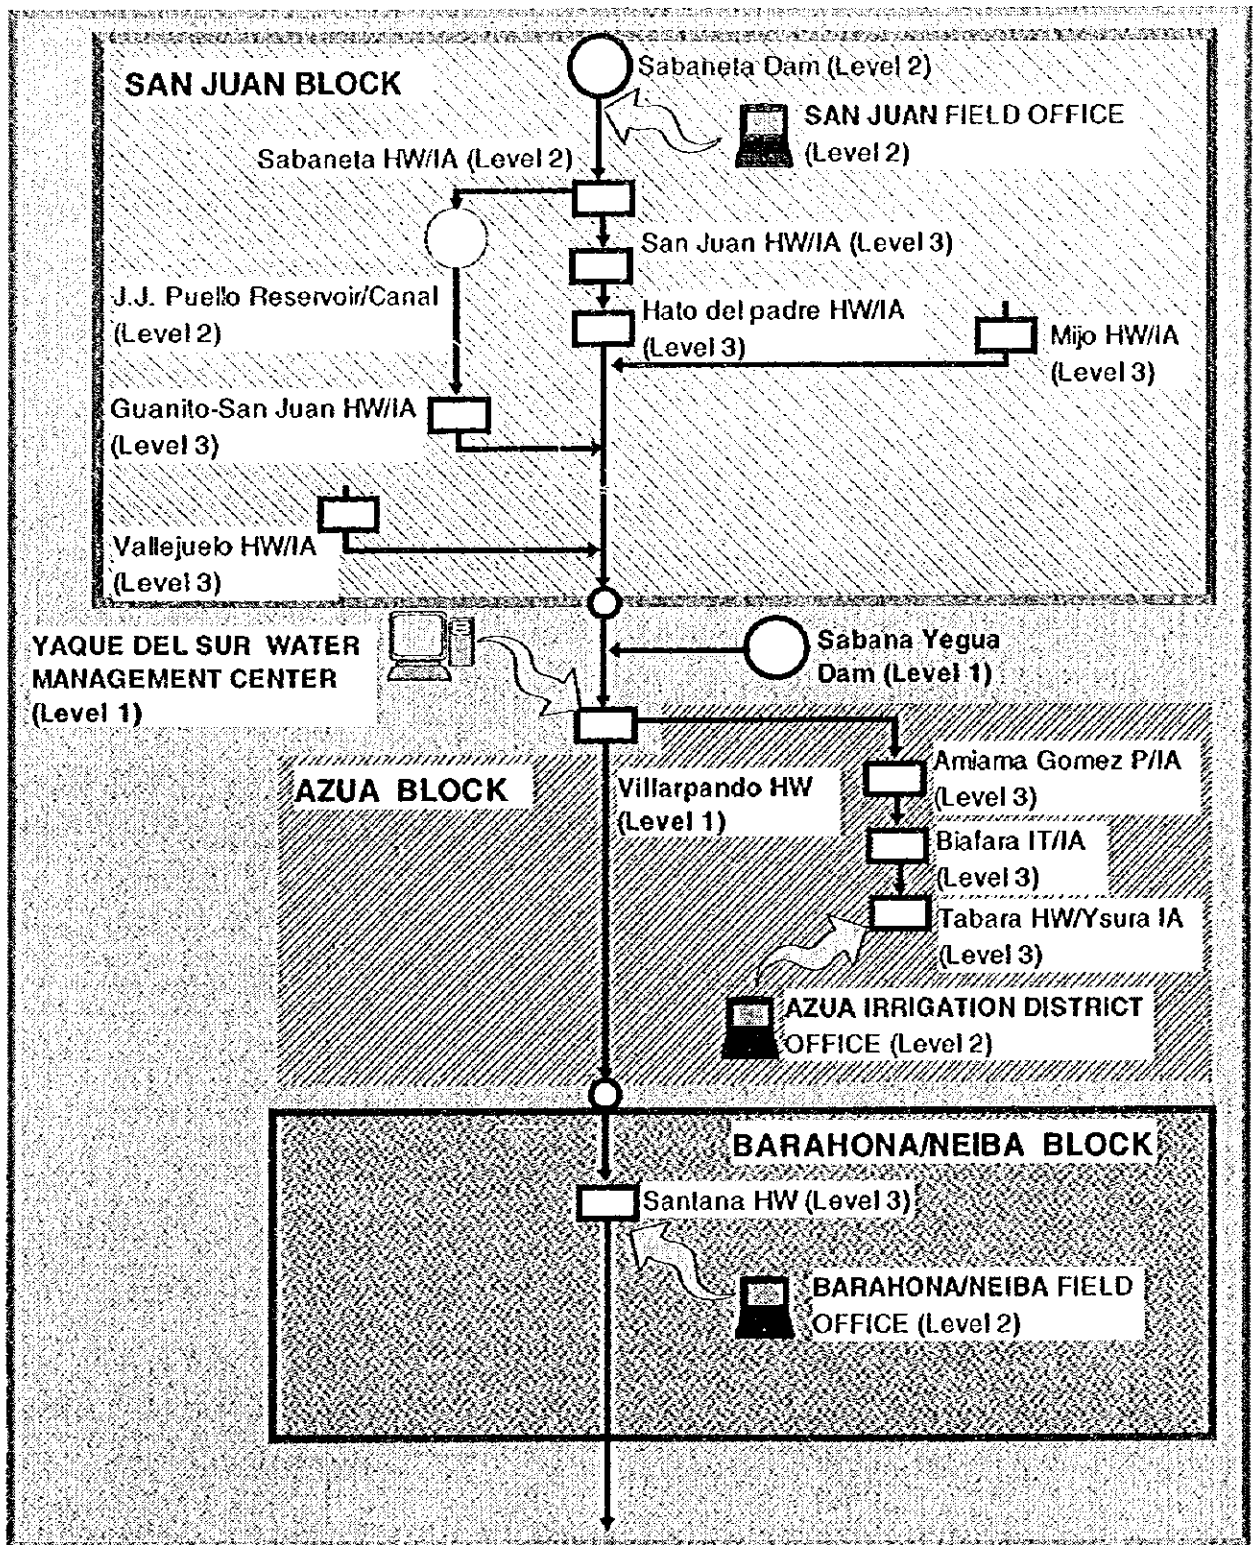 SAN JUAN BLOCK
Sabaneta Dam (Level 2)
SAN JUAN FIELD OFFICE
(Level 2)
Sabaneta HW/IA (Level 2)
San Juan HW/IA (Level 3)
J.J. Puello Reservoir/Canal
(Level 2)
Hato del padre HW/IA
(Level 3)
Mijo HW/IA
(Level 3)
Guanito-San Juan HW/IA
(Level 3)
Vallejuelo HW/IA
(Level 3)
YAQUE DEL SUR WATER
MANAGEMENT CENTER
(Level 1)
Sabana Yegua
Dam (Level 1)
AZUA BLOCK
Villarpando HW
(Level 1)
Amiama Gomez P/IA
(Level 3)
Biafara IT/IA
(Level 3)
Tabara HW/Ysura IA
(Level 3)
AZUA IRRIGATION DISTRICT
OFFICE (Level 2)
BARAHONA/NEIBA BLOCK
Santana HW (Level 3)
BARAHONA/NEIBA FIELD
OFFICE (Level 2)